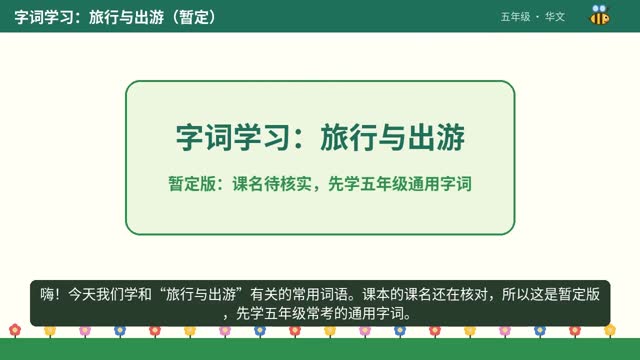 字词学习：旅行与出游（暂定）
五年级 · 华文
字词学习：旅行与出游
暂定版：课名待核实，先学五年级通用字词
嗨！今天我们学和“旅行与出游”有关的常用词语。课本的课名还在核对，所以这是暂定版
，先学五年级常考的通用字词。